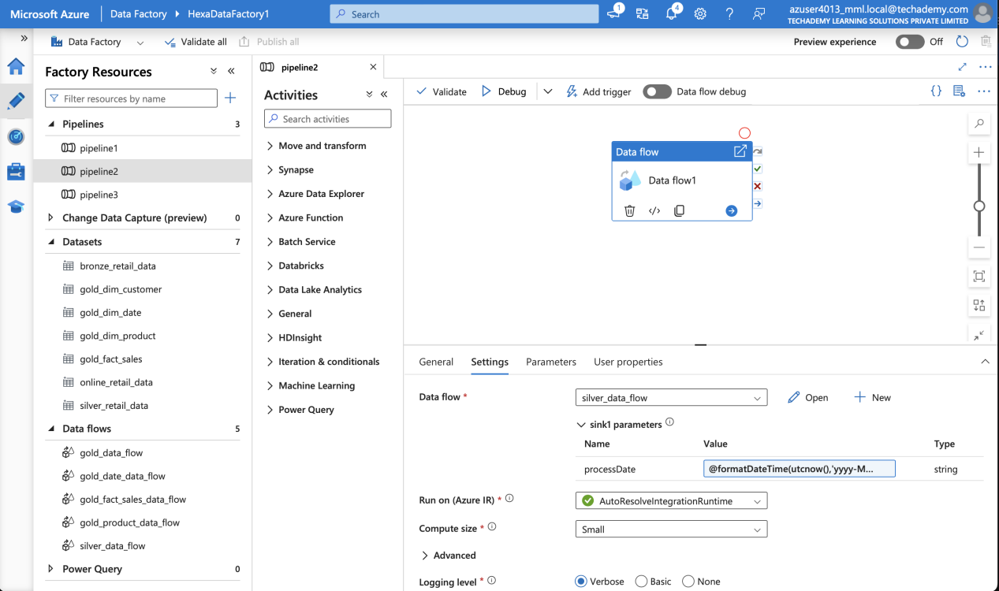 Microsoft Azure
Data Factory
HexaDataFactory1
Search
1
4
azuser4013_mml.local@techademy.com
TECHADEMY LEARNING SOLUTIONS PRIVATE LIMITED
Data Factory
Validate all
Publish all
Preview experience
Off
Factory Resources
Filter resources by name
Pipelines
3
pipeline1
pipeline2
pipeline3
Change Data Capture (preview)
0
Datasets
7
bronze_retail_data
gold_dim_customer
gold_dim_date
gold_dim_product
gold_fact_sales
online_retail_data
silver_retail_data
Data flows
5
gold_data_flow
gold_date_data_flow
gold_fact_sales_data_flow
gold_product_data_flow
silver_data_flow
Power Query
0
pipeline2
Activities
Search activities
Move and transform
Synapse
Azure Data Explorer
Azure Function
Batch Service
Databricks
Data Lake Analytics
General
HDInsight
Iteration & conditionals
Machine Learning
Power Query
Validate
Debug
Add trigger
Data flow debug
Data flow
Data flow1
General
Settings
Parameters
User properties
Data flow *
silver_data_flow
Open
New
sink1 parameters
Name
Value
Type
processDate
@formatDateTime(utcnow(),'yyyy-M...
string
Run on (Azure IR) *
AutoResolveIntegrationRuntime
Compute size *
Small
Advanced
Logging level *
Verbose
Basic
None